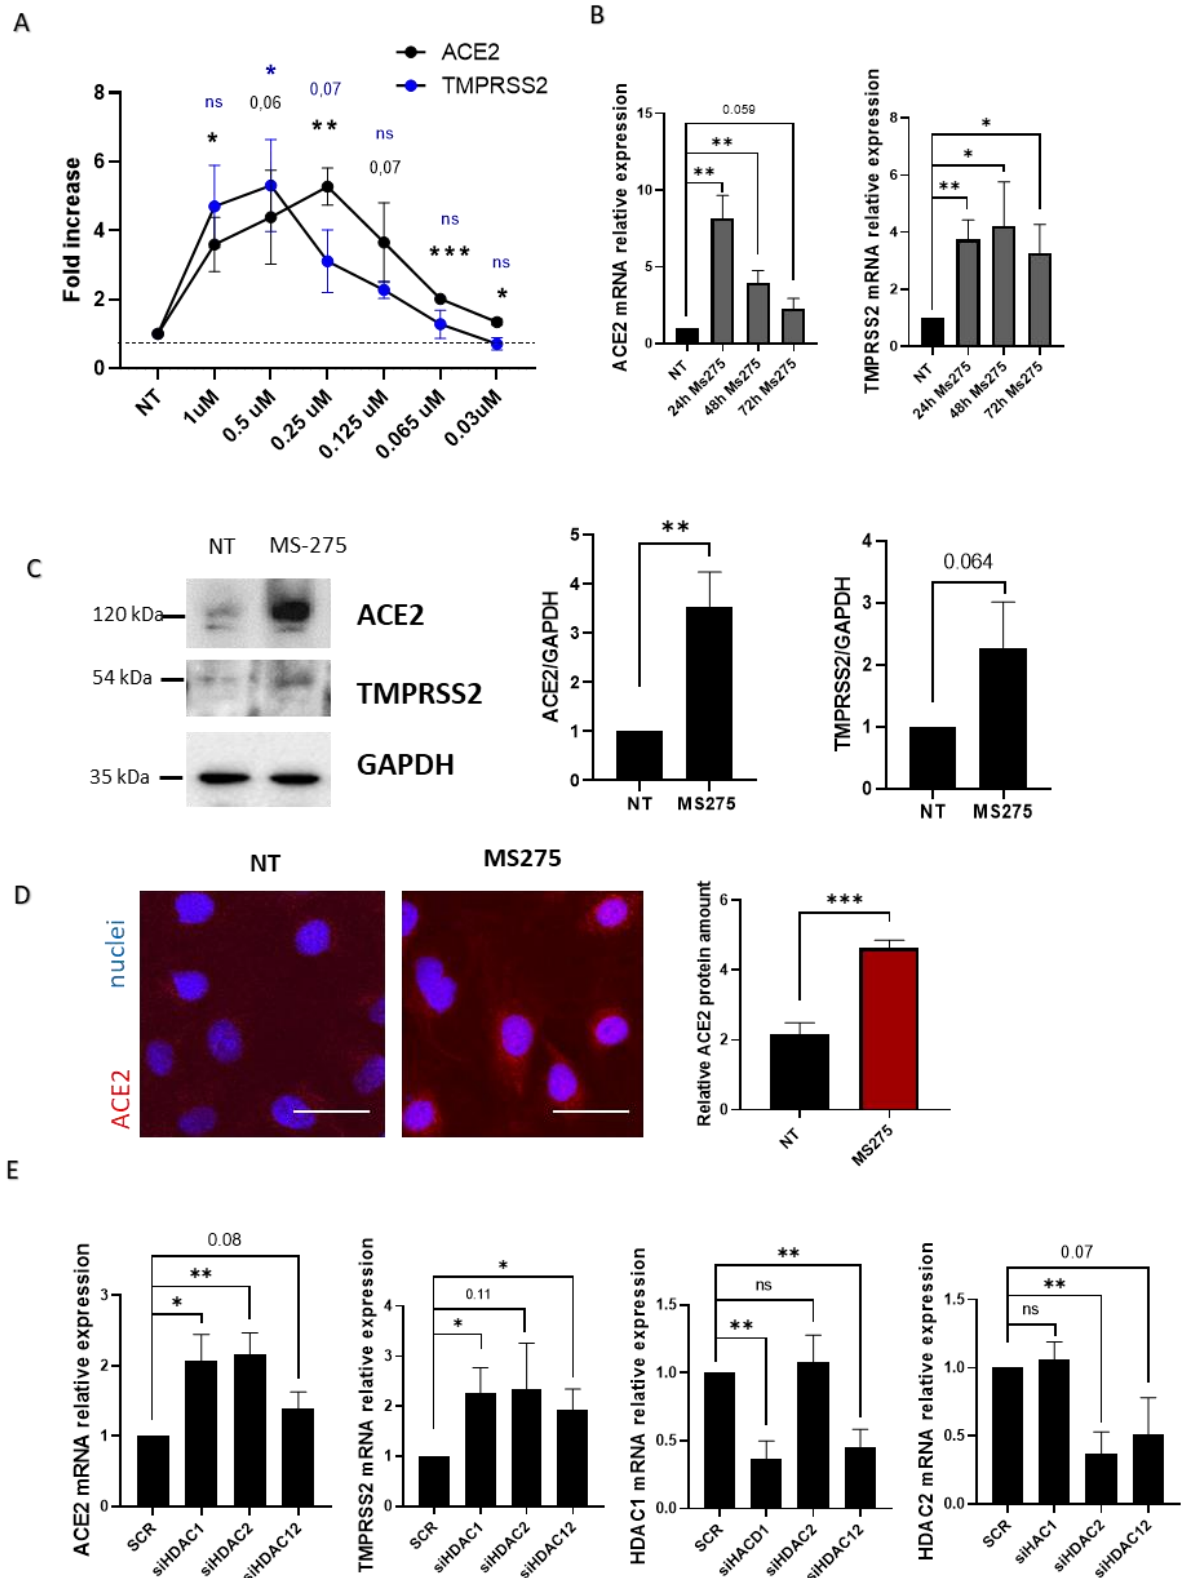 A
ACE2
TMPRSS2
Fold increase
8
6
4
2
0
ns
*
*
0,06
0,07
**
ns
0,07
ns
***
ns
*
NT
1uM
0.5 uM
0.25 uM
0.125 uM
0.065 uM
0.03uM
B
ACE2 mRNA relative expression
15
10
5
0
0.059
**
**
NT
24h Ms275
48h Ms275
72h Ms275
TMPRSS2 mRNA relative expression
8
6
4
2
0
*
*
**
NT
24h Ms275
48h Ms275
72h Ms275
C
NT MS-275
120 kDa
ACE2
54 kDa
TMPRSS2
35 kDa
GAPDH
ACE2/GAPDH
5
4
3
2
1
0
**
NT MS275
TMPRSS2/GAPDH
4
3
2
1
0
0.064
NT MS275
D
NT
MS275
nuclei
ACE2
Relative ACE2 protein amount
6
4
2
0
***
NT
MS275
E
ACE2 mRNA relative expression
3
2
1
0
0.08
**
*
SCR
siHDAC1
siHDAC2
siHDAC12
TMPRSS2 mRNA relative expression
4
3
2
1
0
*
0.11
*
SCR
siHDAC1
siHDAC2
siHDAC12
HDAC1 mRNA relative expression
1.5
1.0
0.5
0.0
**
ns
**
SCR
siHACD1
siHDAC2
siHDAC12
HDAC2 mRNA relative expression
1.5
1.0
0.5
0.0
0.07
**
ns
SCR
siHAC1
siHDAC2
siHDAC12